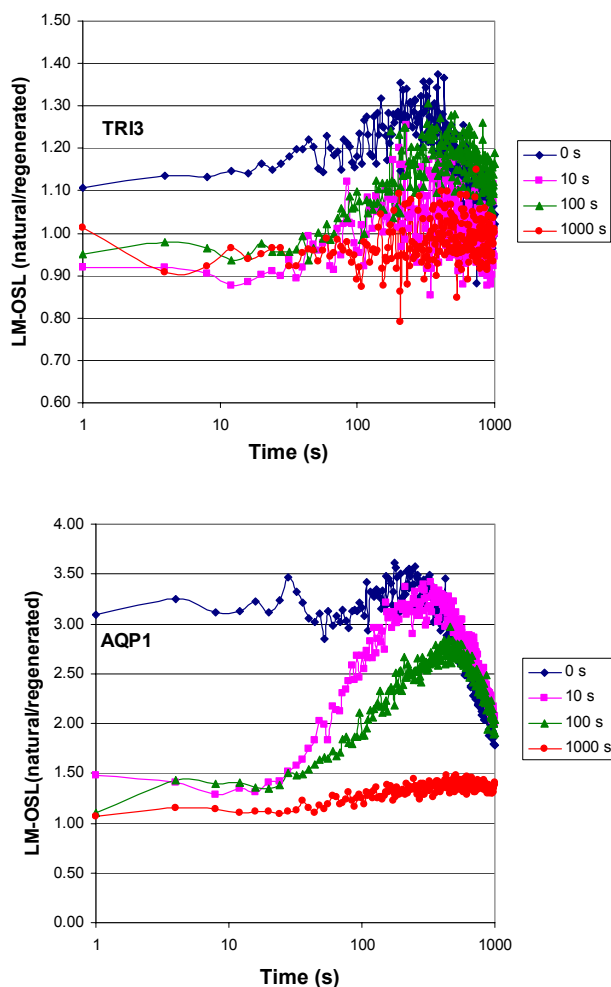 1.50
1.40
1.30
1.20
1.10
1.00
0.90
0.80
0.70
0.60
LM-OSL (natural/regenerated)
TRI3
0 s
10 s
100 s
1000 s
1 10 100 1000
Time (s)
4.00
3.50
3.00
2.50
2.00
1.50
1.00
0.50
0.00
LM-OSL(natural/regenerated)
AQP1
0 s
10 s
100 s
1000 s
1 10 100 1000
Time (s)